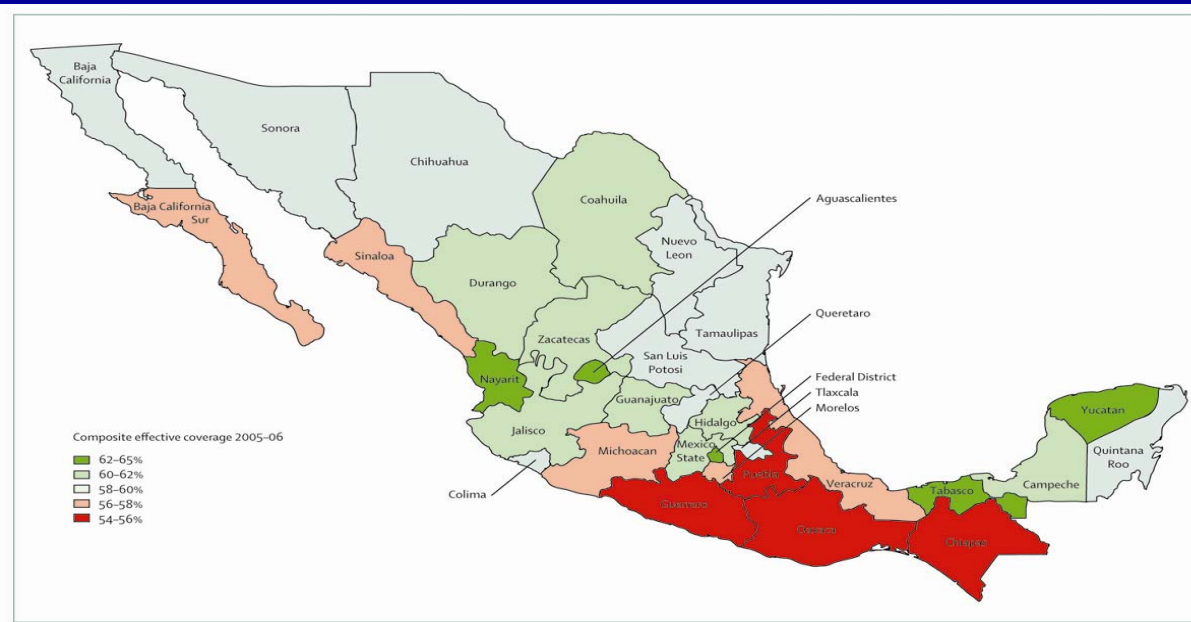 Baja
California
Sonora
Chihuahua
Coahuila
Aguascalientes
Baja California
Sur
Sinaloa
Nuevo
Leon
Durango
Queretaro
Zacatecas
Tamaulipas
San Luis
Potosi
Nayarit
Federal District
Tlaxcala
Morelos
Guanajuato
Hidalgo
Yucatan
Jalisco
Mexico
State
Michoacan
Quintana
Roo
Composite effective coverage 2005–06
62–65%
60–62%
58–60%
56–58%
54–56%
Puebla
Veracruz
Tabasco
Campeche
Colima
Guerrero
Oaxaca
Chiapas